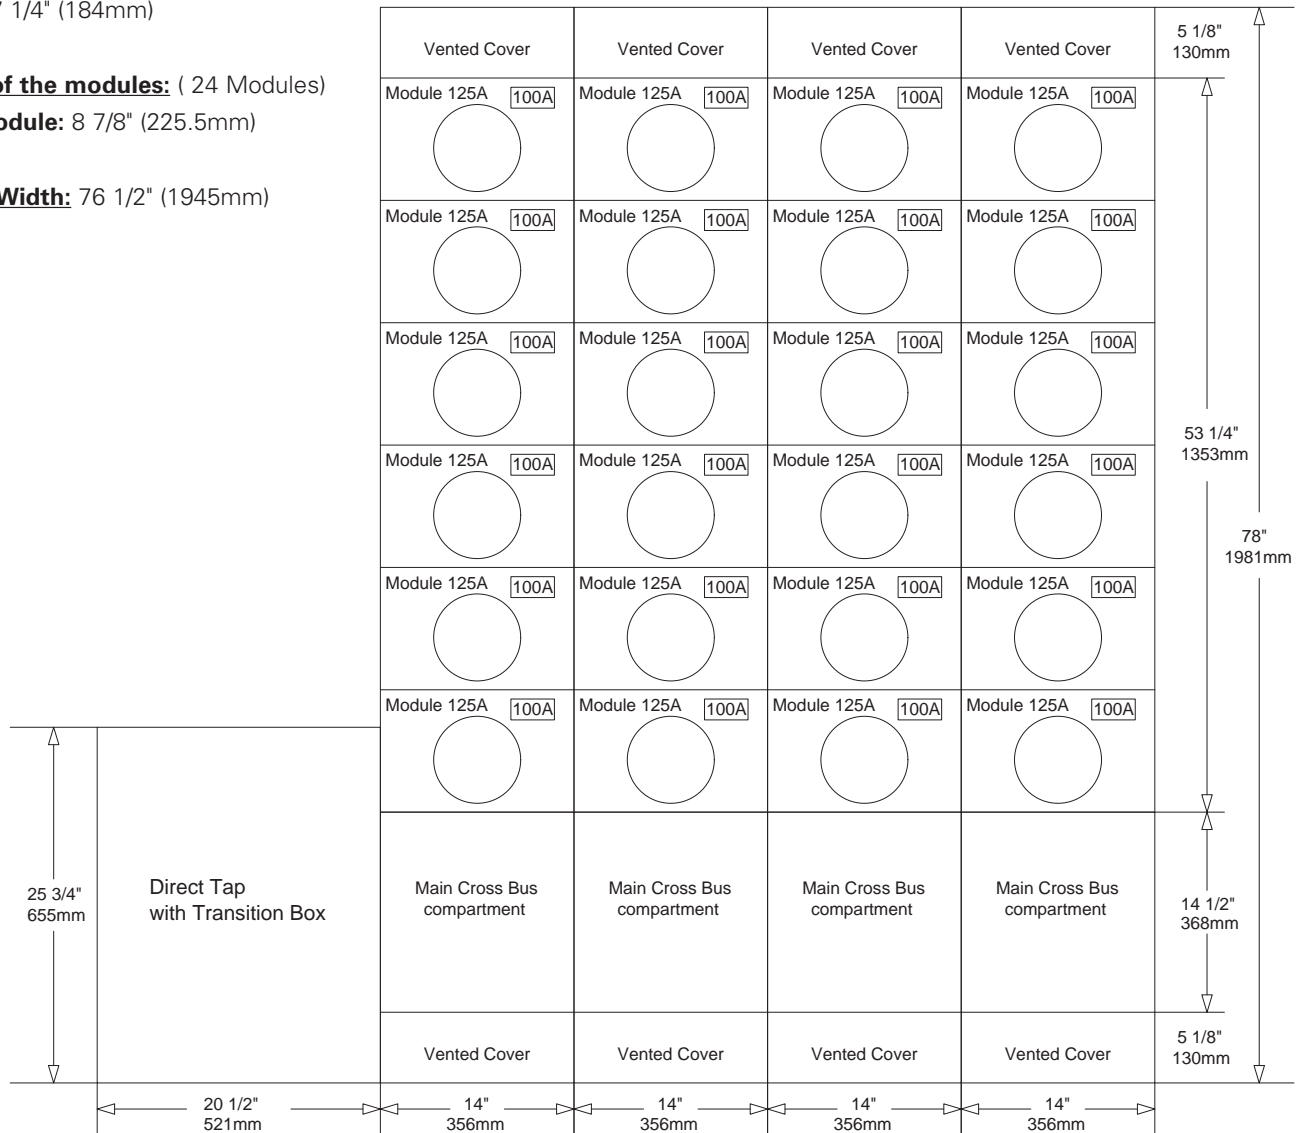 1/4" (184mm)
of the modules: ( 24 Modules)
odule: 8 7/8" (225.5mm)
Width: 76 1/2" (1945mm)
Vented Cover Vented Cover Vented Cover Vented Cover
5 1/8"
130mm
Module 125A 100A Module 125A 100A Module 125A 100A Module 125A 100A
Module 125A 100A Module 125A 100A Module 125A 100A Module 125A 100A
Module 125A 100A Module 125A 100A Module 125A 100A Module 125A 100A
53 1/4"
1353mm
Module 125A 100A Module 125A 100A Module 125A 100A Module 125A 100A
78"
1981mm
Module 125A 100A Module 125A 100A Module 125A 100A Module 125A 100A
Module 125A 100A Module 125A 100A Module 125A 100A Module 125A 100A
25 3/4"
655mm
Direct Tap
with Transition Box
Main Cross Bus
compartment
Main Cross Bus
compartment
Main Cross Bus
compartment
Main Cross Bus
compartment
14 1/2"
368mm
Vented Cover Vented Cover Vented Cover Vented Cover
5 1/8"
130mm
20 1/2"
521mm
14"
356mm
14"
356mm
14"
356mm
14"
356mm